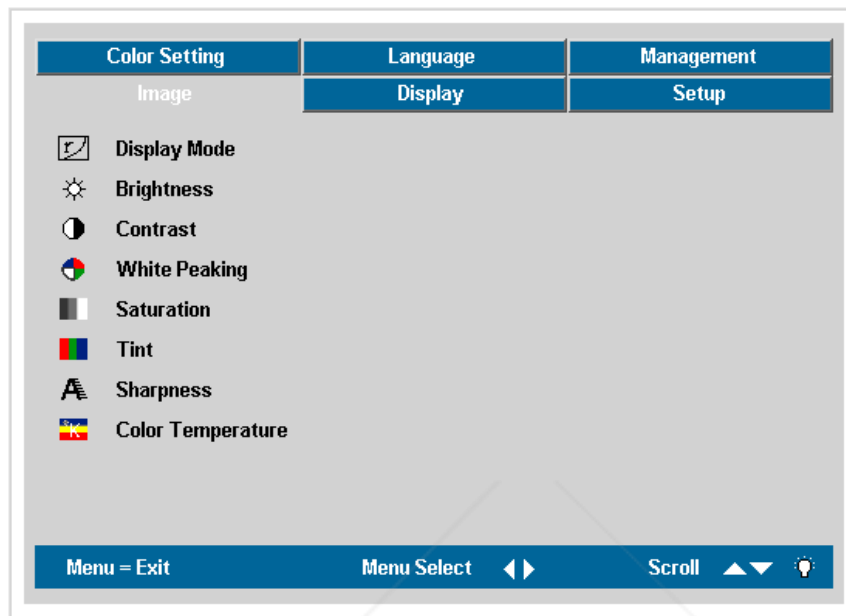 Color Setting Language Management
Image Display Setup
Display Mode
Brightness
Contrast
White Peaking
Saturation
Tint
Sharpness
°K Color Temperature
Menu = Exit Menu Select Scroll